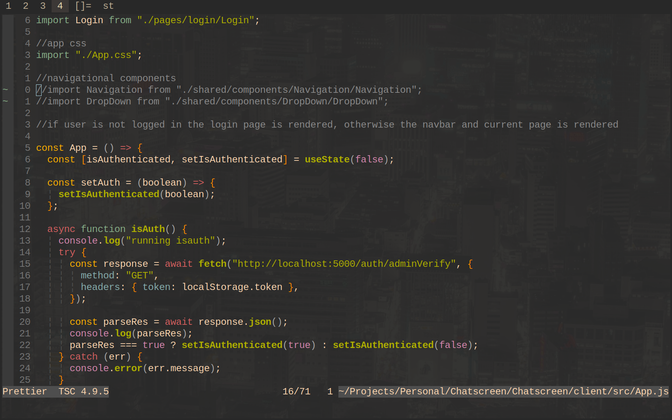 1 2 3 4 []= st
6 import Login from "./pages/login/Login";
5
4 //app css
3 import "./App.css";
2
1 //navigational components
~ 0 //import Navigation from "./shared/components/Navigation/Navigation";
~ 1 //import DropDown from "./shared/components/DropDown/DropDown";
2
3 //if user is not logged in the login page is rendered, otherwise the navbar and current page is rendered
4
5 const App = () => {
6 const [isAuthenticated, setIsAuthenticated] = useState(false);
7
8 const setAuth = (boolean) => {
9 setIsAuthenticated(boolean);
10 };
11
12 async function isAuth() {
13 console.log("running isauth");
14 try {
15 const response = await fetch("http://localhost:5000/auth/adminVerify", {
16 method: "GET",
17 headers: { token: localStorage.token },
18 });
19
20 const parseRes = await response.json();
21 console.log(parseRes);
22 parseRes === true ? setIsAuthenticated(true) : setIsAuthenticated(false);
23 } catch (err) {
24 console.error(err.message);
25 }
Prettier TSC 4.9.5 16/71 1 ~/Projects/Personal/Chatscreen/Chatscreen/client/src/App.js